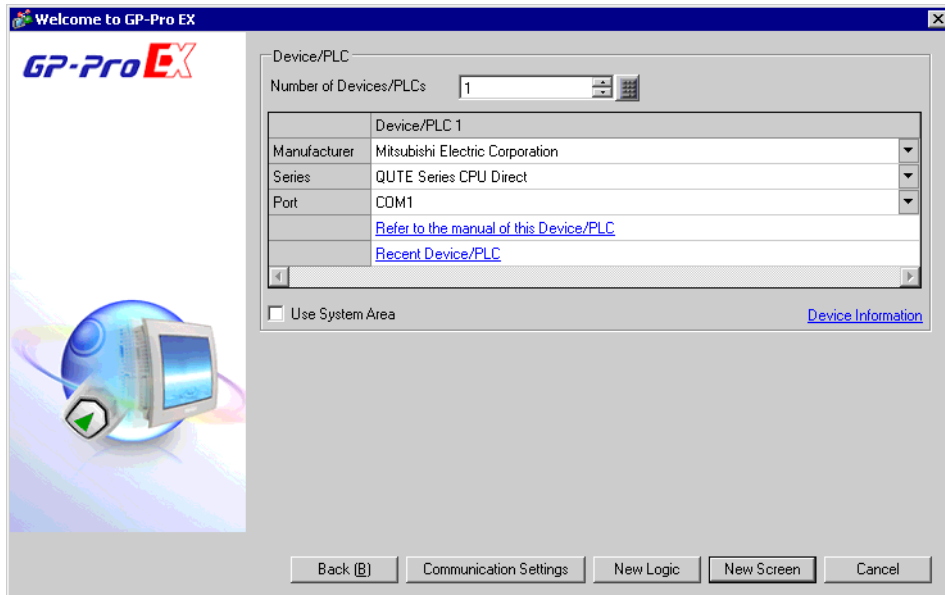 Welcome to GP-Pro EX
GP-Pro EX
Device/PLC
Number of Devices/PLCs 1
Device/PLC 1
Manufacturer Mitsubishi Electric Corporation
Series QUTE Series CPU Direct
Port COM1
Refer to the manual of this Device/PLC
Recent Device/PLC
Use System Area Device Information
Back (B) Communication Settings New Logic New Screen Cancel